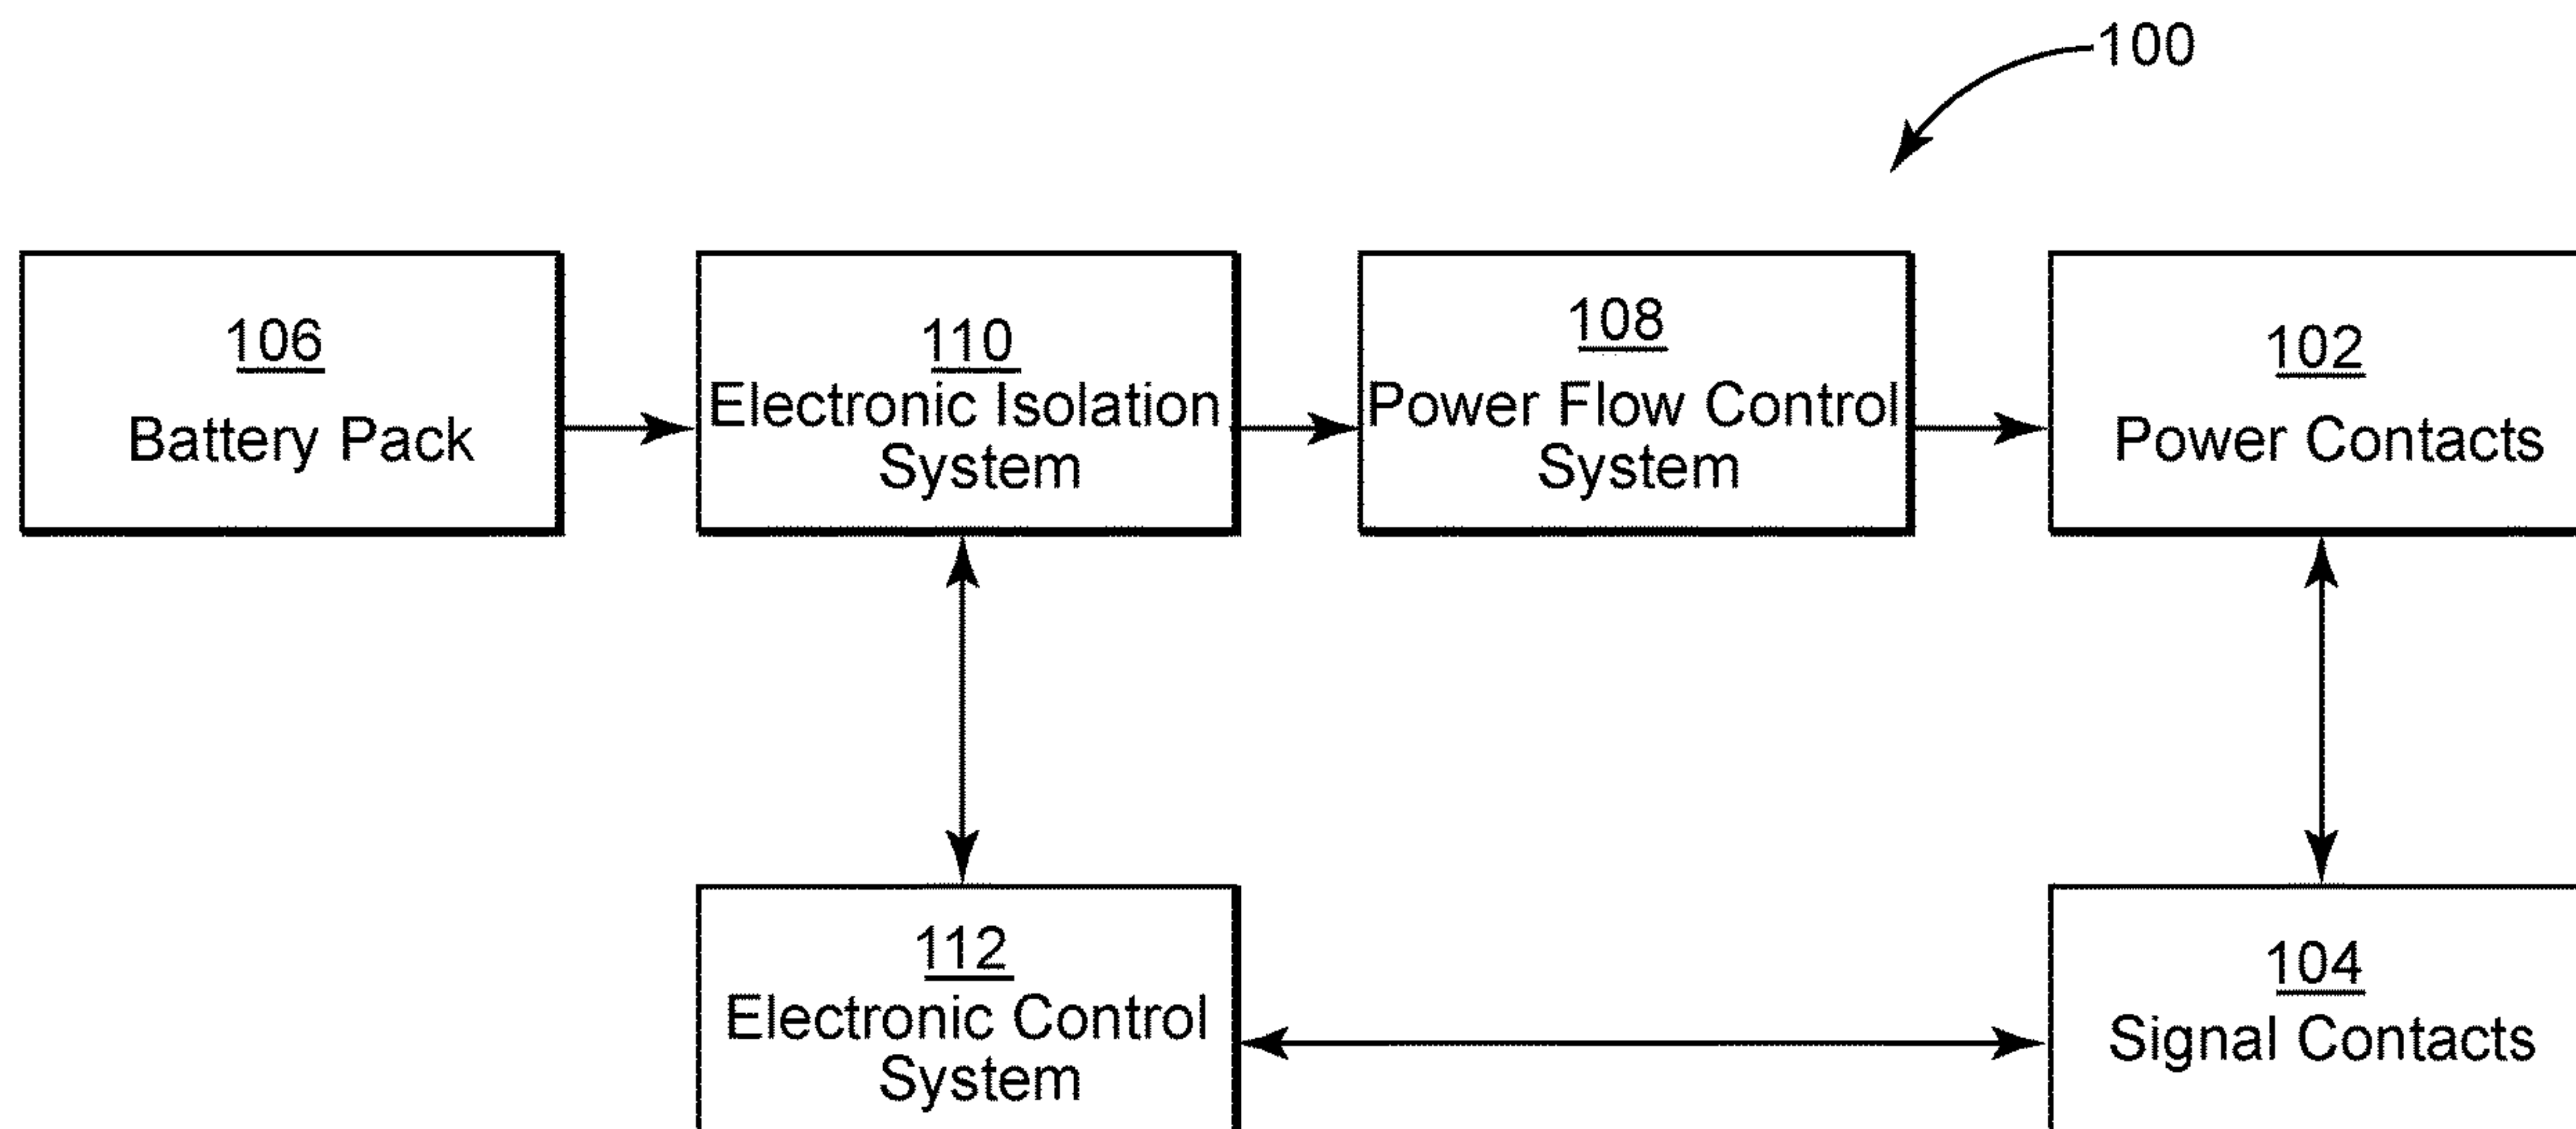 100
106
Battery Pack
110
Electronic Isolation
System
108
Power Flow Control
System
102
Power Contacts
112
Electronic Control
System
104
Signal Contacts